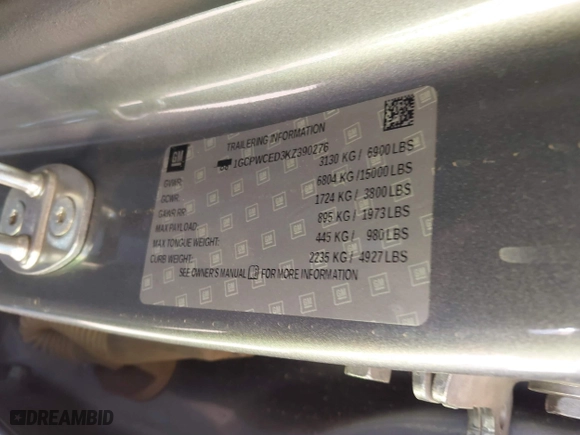 GM
TRAILERING INFORMATION
1GCPWCED3KZ390276
GVWR: 3130 KG / 6900 LBS
GCWR: 6804 KG / 15000 LBS
GAWR RR: 1724 KG / 3800 LBS
MAX PAYLOAD: 895 KG / 1973 LBS
MAX TONGUE WEIGHT: 445 KG / 980 LBS
CURB WEIGHT: 2235 KG / 4927 LBS
SEE OWNER'S MANUAL FOR MORE INFORMATION
DREAMBID